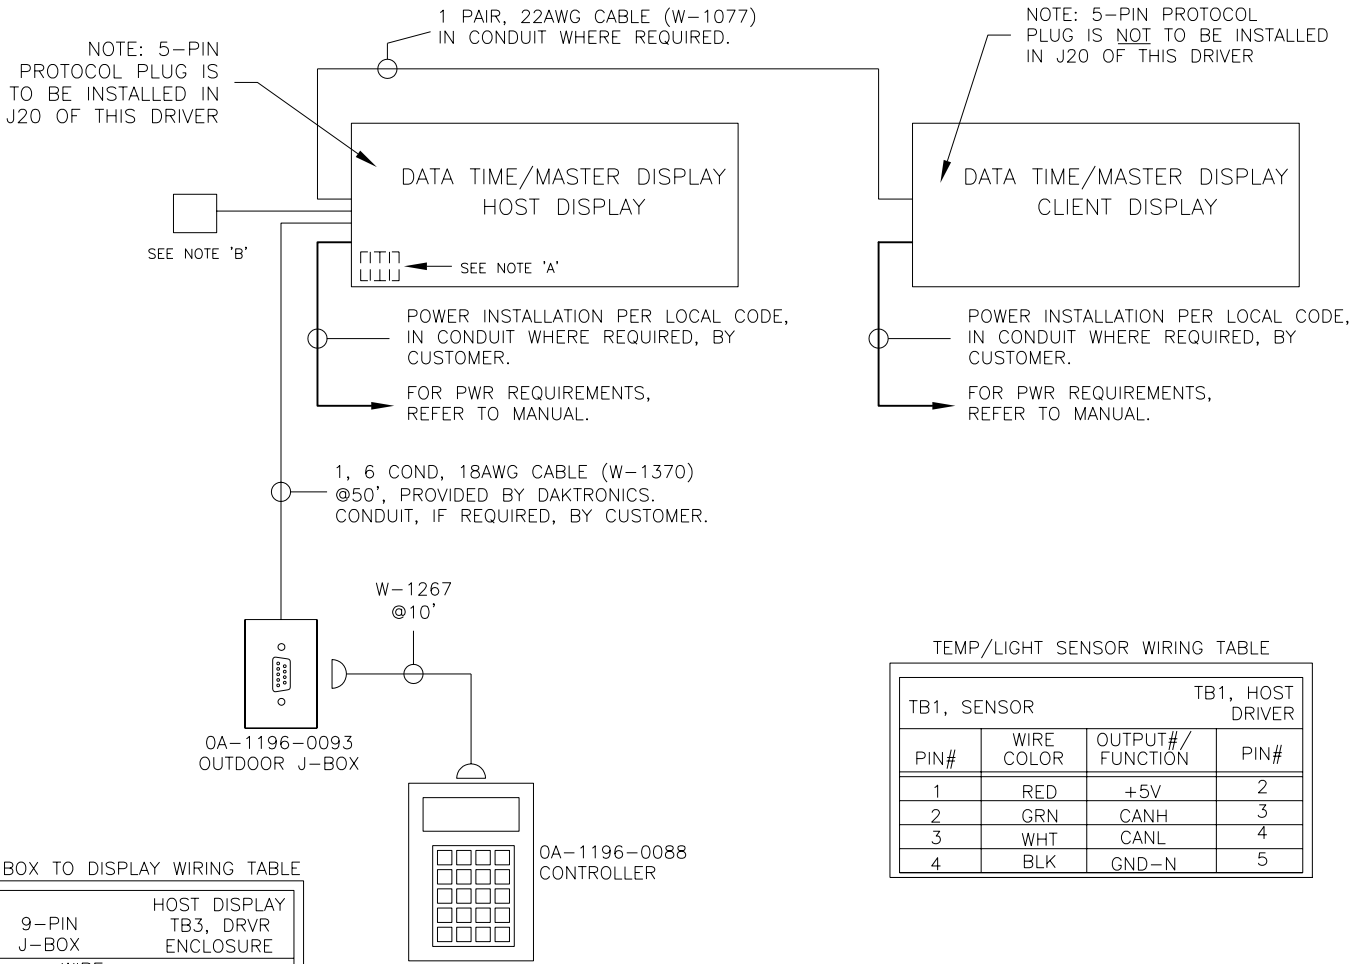 1 PAIR, 22AWG CABLE (W-1077)
IN CONDUIT WHERE REQUIRED.
NOTE: 5-PIN PROTOCOL
PLUG IS NOT TO BE INSTALLED
IN J20 OF THIS DRIVER
NOTE: 5-PIN
PROTOCOL PLUG IS
TO BE INSTALLED IN
J20 OF THIS DRIVER
DATA TIME/MASTER DISPLAY
HOST DISPLAY
DATA TIME/MASTER DISPLAY
CLIENT DISPLAY
SEE NOTE 'B'
SEE NOTE 'A'
POWER INSTALLATION PER LOCAL CODE,
IN CONDUIT WHERE REQUIRED, BY
CUSTOMER.
FOR PWR REQUIREMENTS,
REFER TO MANUAL.
POWER INSTALLATION PER LOCAL CODE,
IN CONDUIT WHERE REQUIRED, BY
CUSTOMER.
FOR PWR REQUIREMENTS,
REFER TO MANUAL.
1, 6 COND, 18AWG CABLE (W-1370)
@50', PROVIDED BY DAKTRONICS.
CONDUIT, IF REQUIRED, BY CUSTOMER.
W-1267
@10'
0A-1196-0093
OUTDOOR J-BOX
0A-1196-0088
CONTROLLER
TEMP/LIGHT SENSOR WIRING TABLE
TB1, SENSOR TB1, HOST
DRIVER
PIN# WIRE COLOR OUTPUT#/ FUNCTION PIN#
1 RED +5V 2
2 GRN CANH 3
3 WHT CANL 4
4 BLK GND-N 5
BOX TO DISPLAY WIRING TABLE
9-PIN
J-BOX
HOST DISPLAY
TB3, DRVR
ENCLOSURE